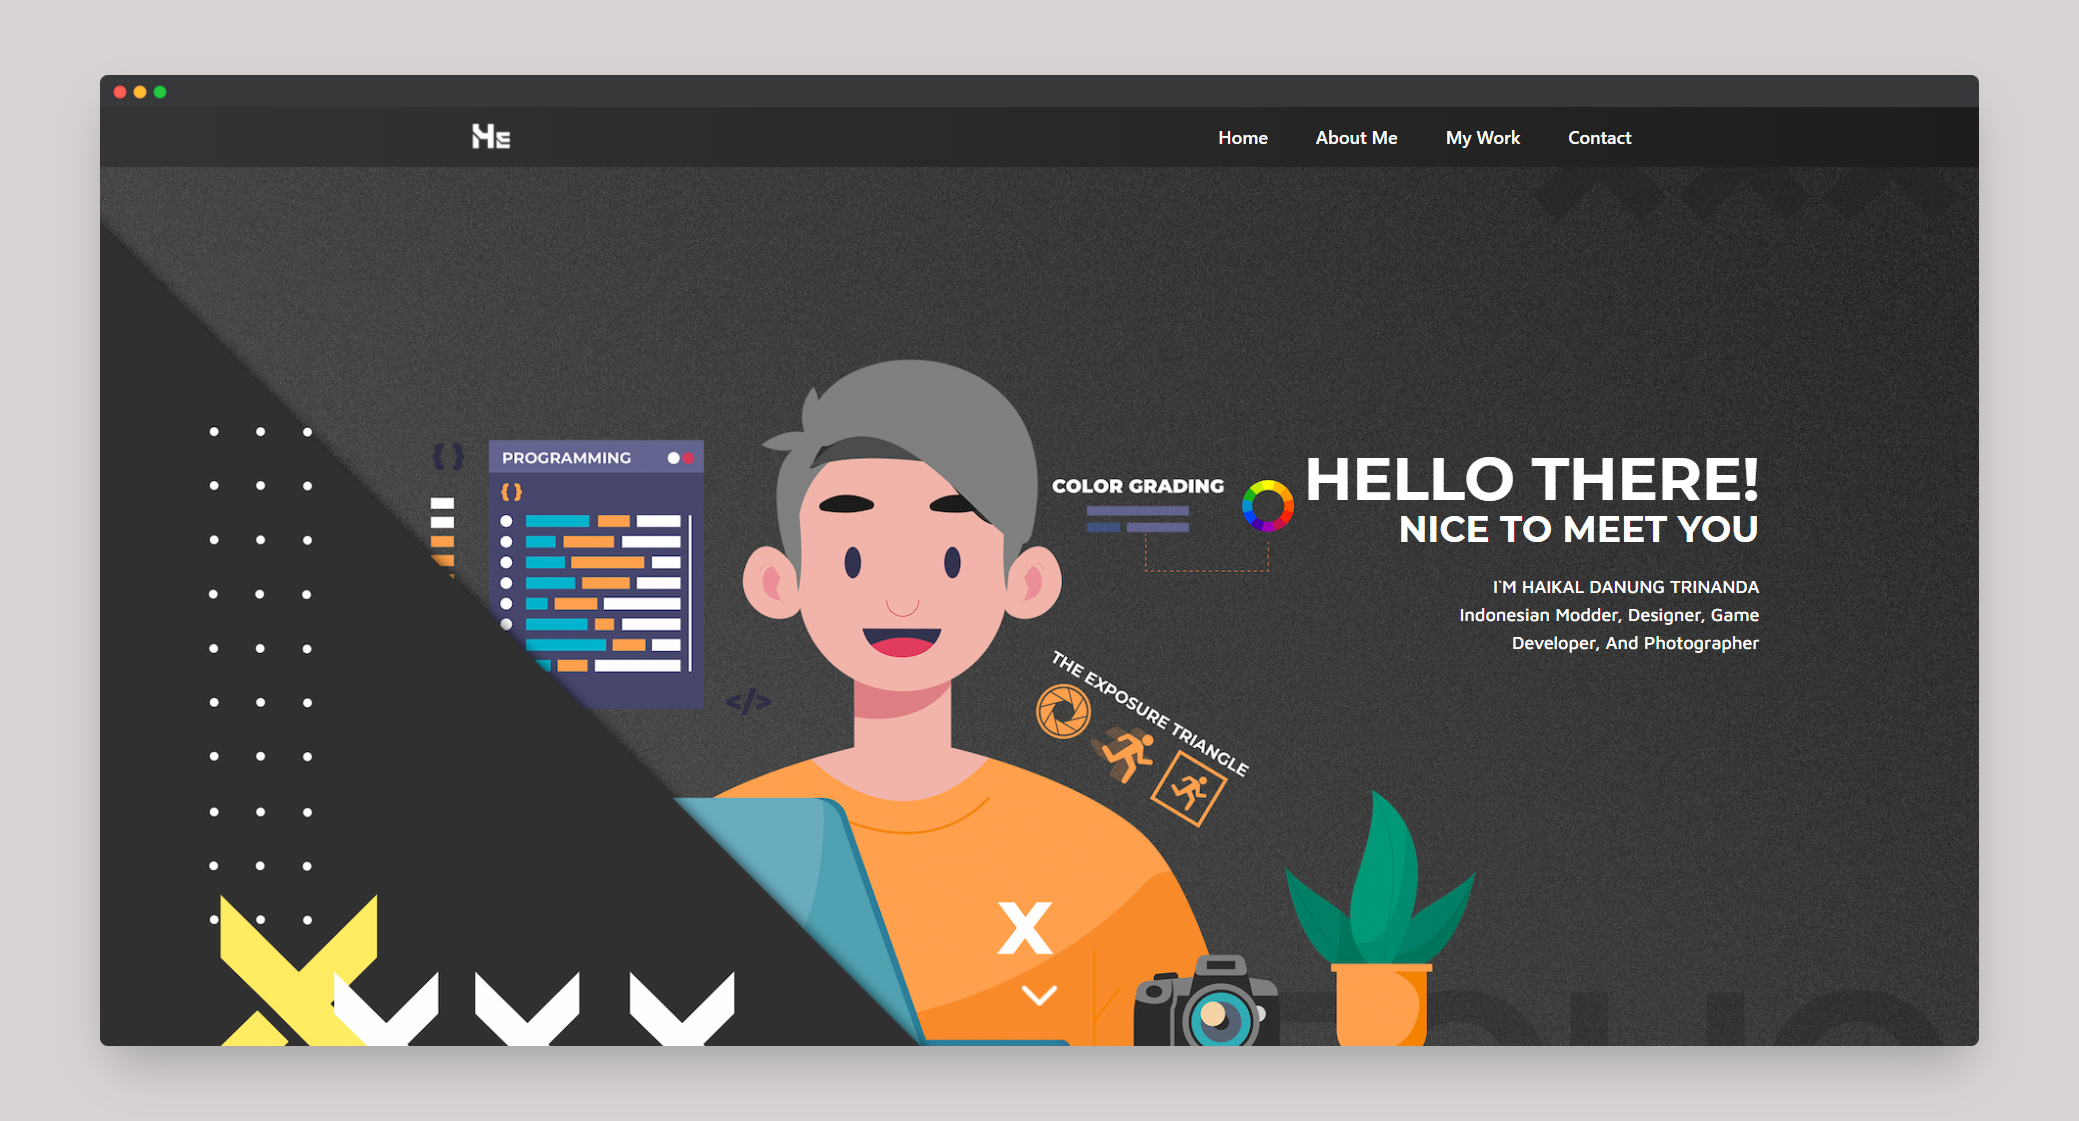 HE
Home
About Me
My Work
Contact
{ }
PROGRAMMING
{ }
COLOR GRADING
HELLO THERE!
NICE TO MEET YOU
I`M HAIKAL DANUNG TRINANDA
Indonesian Modder, Designer, Game
Developer, And Photographer
THE EXPOSURE TRIANGLE
</>
X